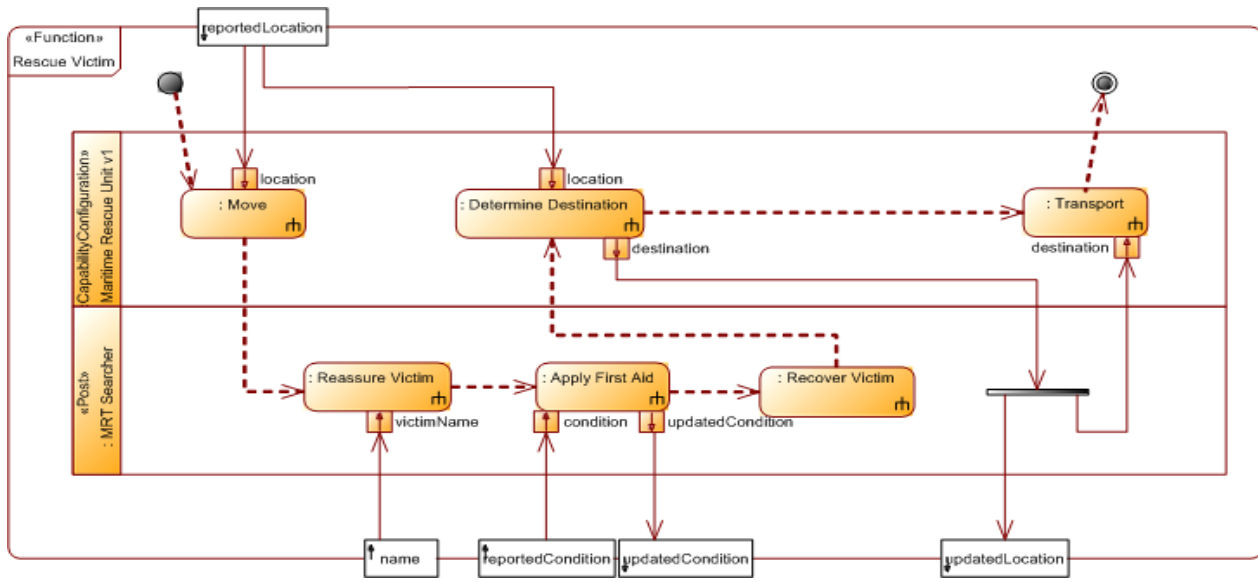 reportedLocation
«Function»
Rescue Victim
«CapabilityConfiguration»
Maritime Rescue Unit v1
location
: Move
location
: Determine Destination
destination
: Transport
destination
«Post»
: MRT Searcher
: Reassure Victim
victimName
: Apply First Aid
condition
updatedCondition
: Recover Victim
name
reportedCondition
updatedCondition
updatedLocation